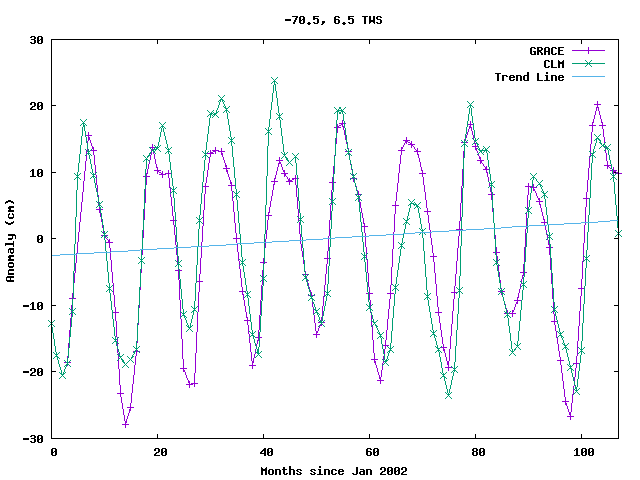 -70.5, 6.5 TWS
GRACE
CLM
Trend Line
30
20
10
0
-10
-20
-30
Anomaly (cm)
0 20 40 60 80 100
Months since Jan 2002